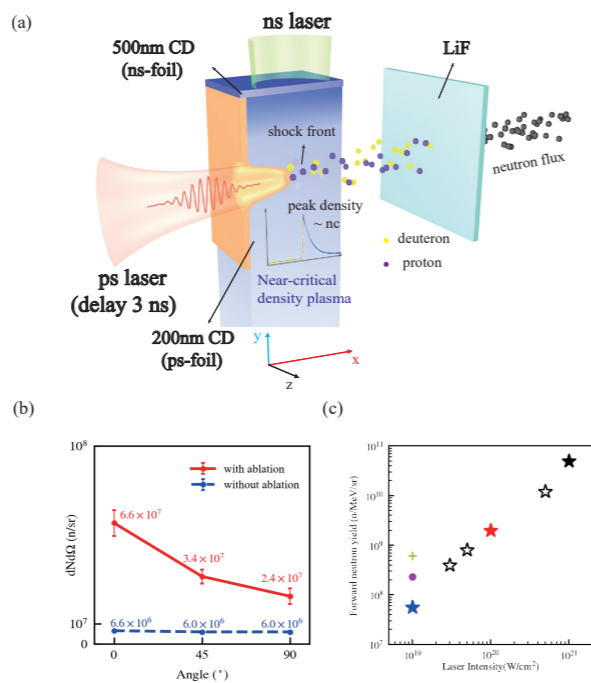 (a)
ns laser
500nm CD
(ns-foil)
LiF
shock front
neutron flux
peak density
~ nc
deuteron
proton
ps laser
(delay 3 ns)
Near-critical
density plasma
200nm CD
(ps-foil)
y
x
z
(b)
10⁸
with ablation
without ablation
6.6×10⁷
3.4×10⁷
2.4×10⁷
dNdΩ (n/sr)
10⁷
6.6×10⁶
6.0×10⁶
6.0×10⁶
0
0
45
90
Angle (°)
(c)
10¹¹
10¹⁰
10⁹
10⁸
10⁷
Forward neutron yield (n/MeV/sr)
10¹⁹
10²⁰
10²¹
Laser Intensity(W/cm²)